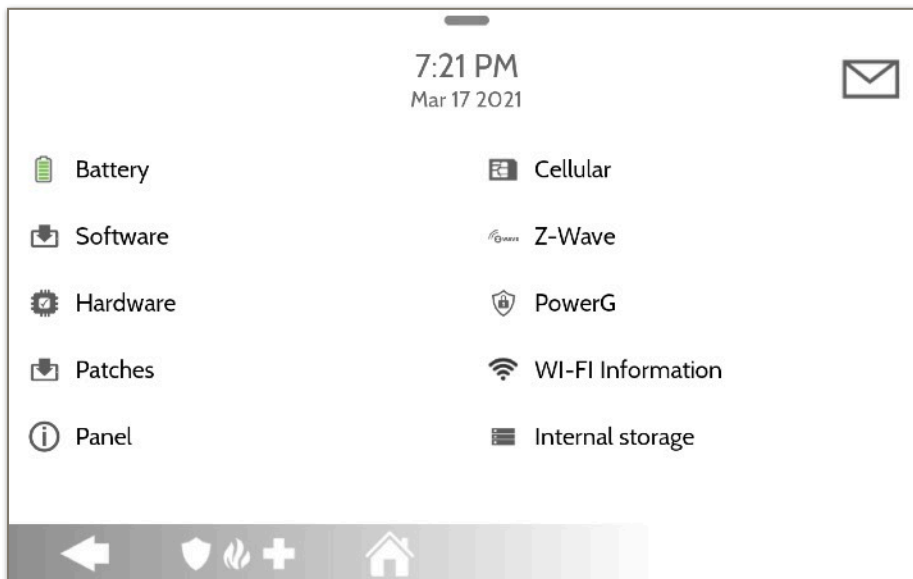 7:21 PM
Mar 17 2021
Battery
Cellular
Software
Z-Wave
Hardware
PowerG
Patches
WI-FI Information
Panel
Internal storage